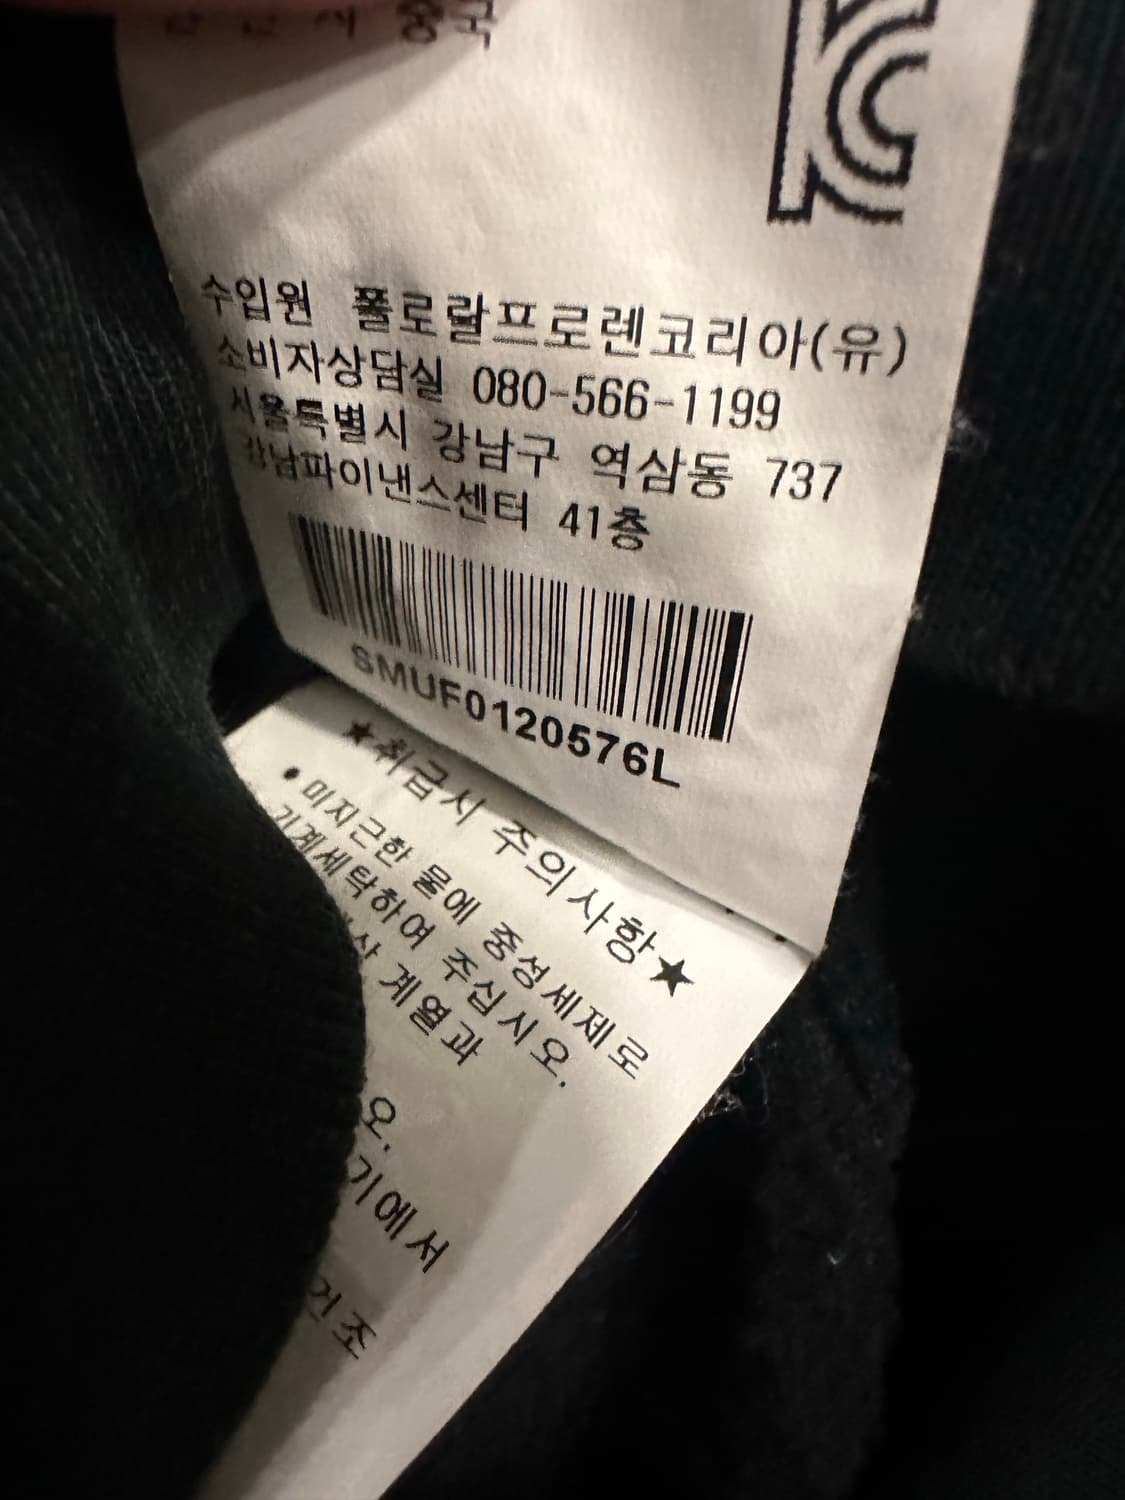 중국
수입원 폴로랄프로렌코리아(유)
소비자상담실 080-566-1199
서울특별시 강남구 역삼동 737
강남파이낸스센터 41층
SMUF0120576L
★취급시 주의사항★
• 미지근한 물에 중성세제로
기계세탁하여 주십시오.
계열과
오.
기에서
건조